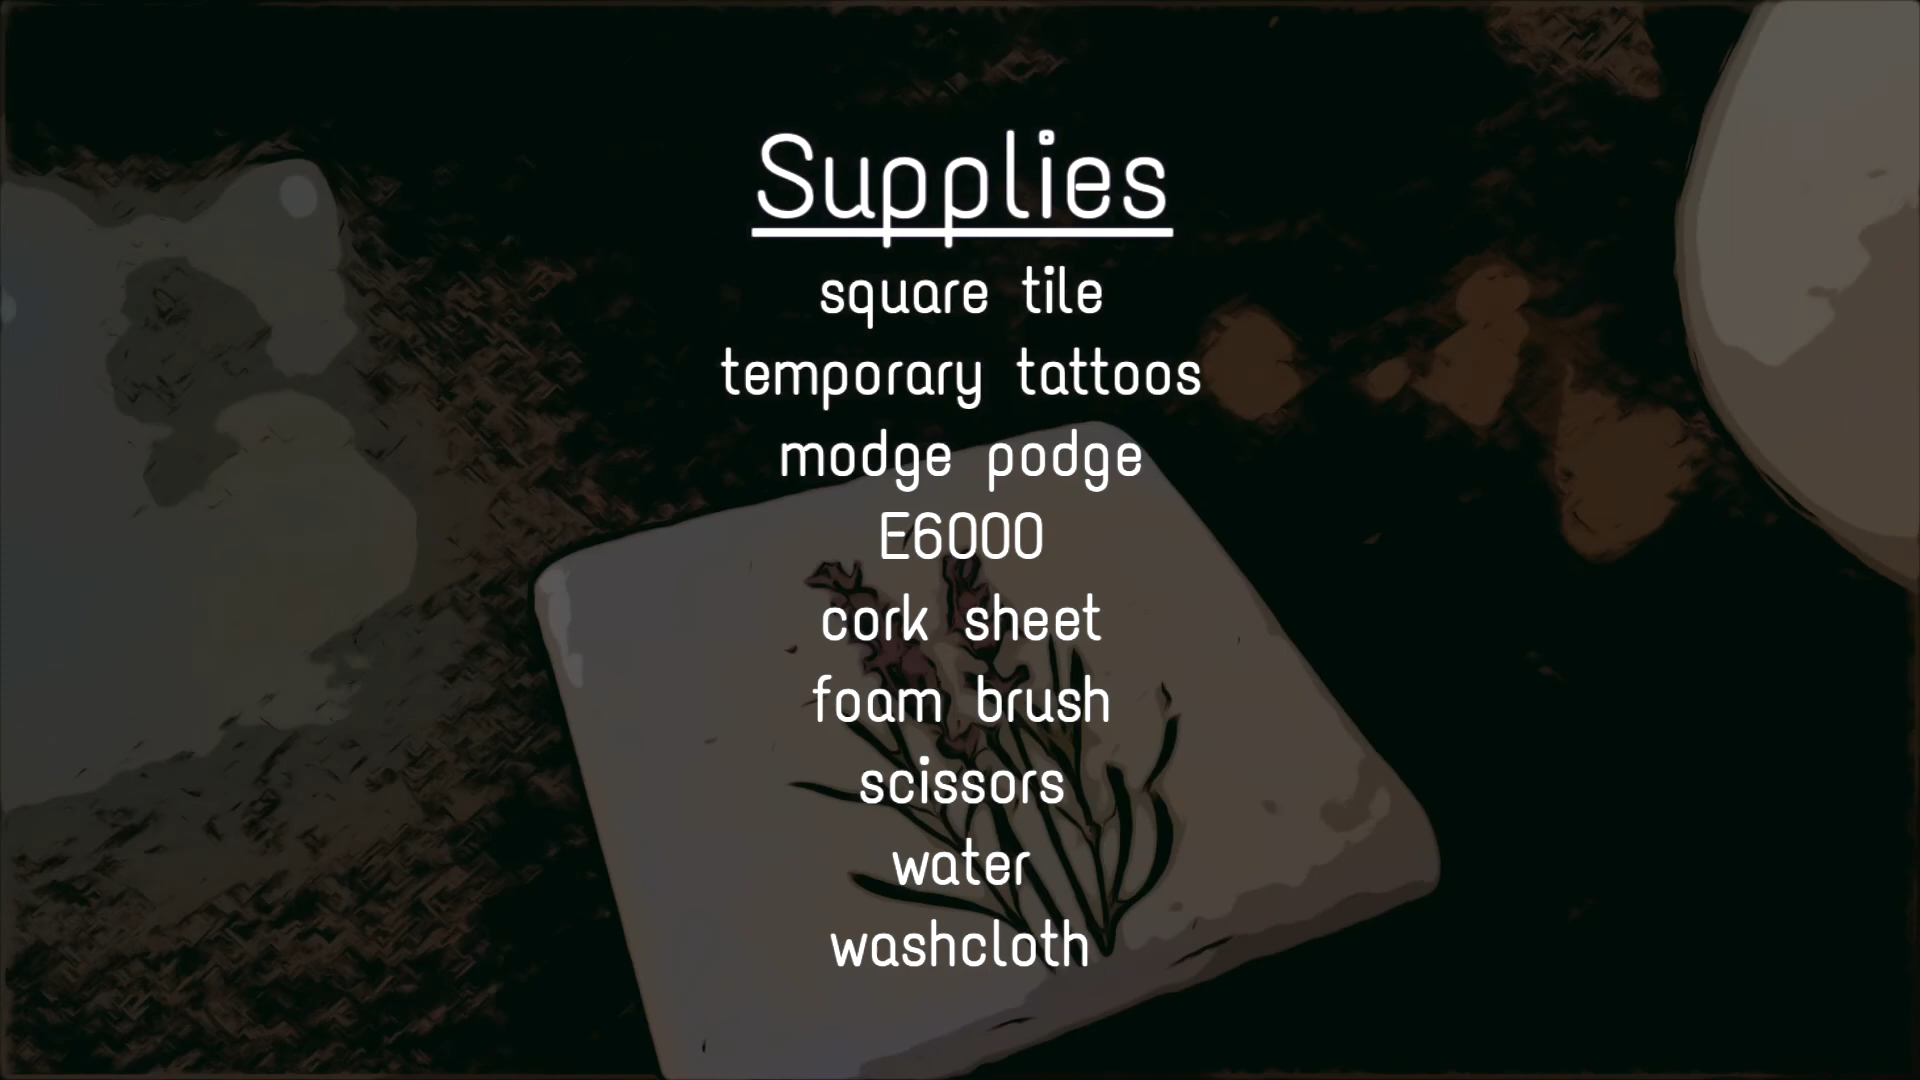 Supplies
square tile
temporary tattoos
modge podge
E6000
cork sheet
foam brush
scissors
water
washcloth